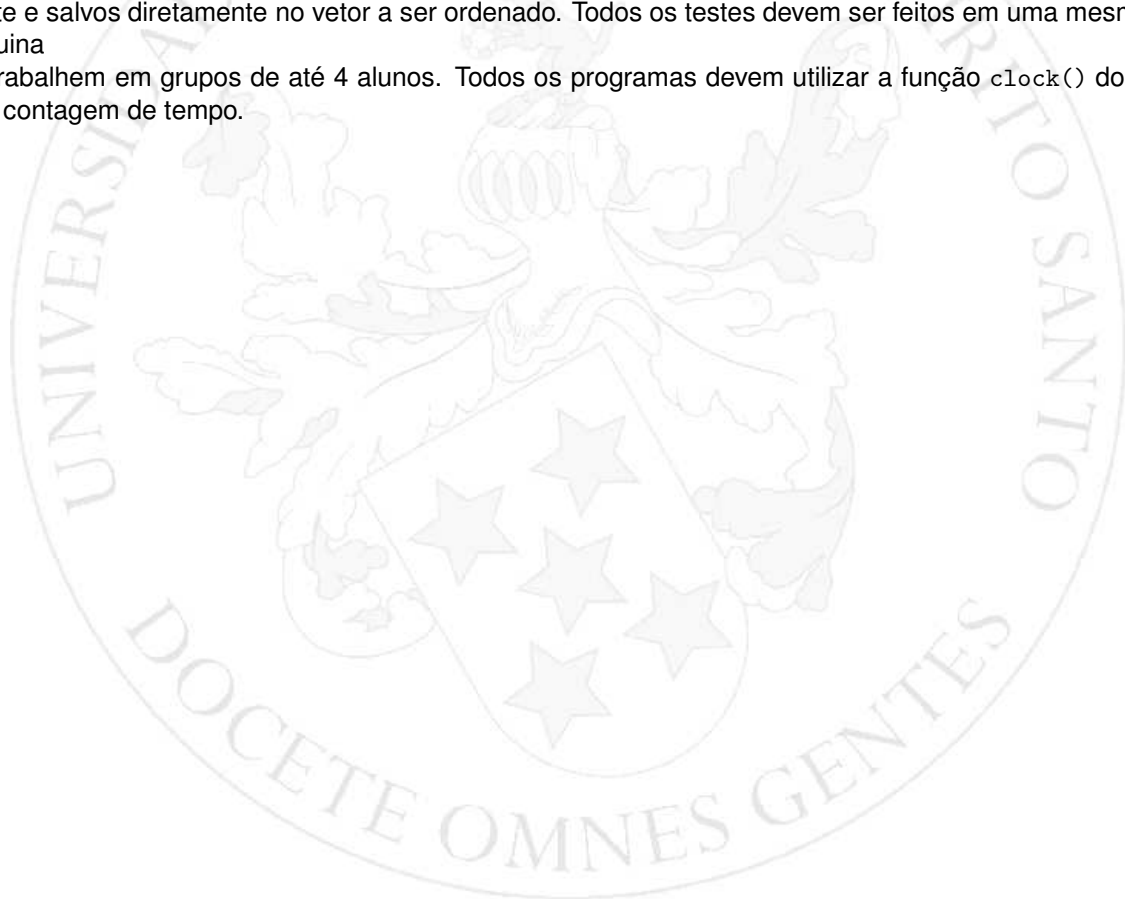 te e salvos diretamente no vetor a ser ordenado. Todos os testes devem ser feitos em uma mesm
uina
rabalhem em grupos de até 4 alunos. Todos os programas devem utilizar a função clock() do
contagem de tempo.
UNIVERSIDA
RITO SANTO
DOCETE OMNES GENTES